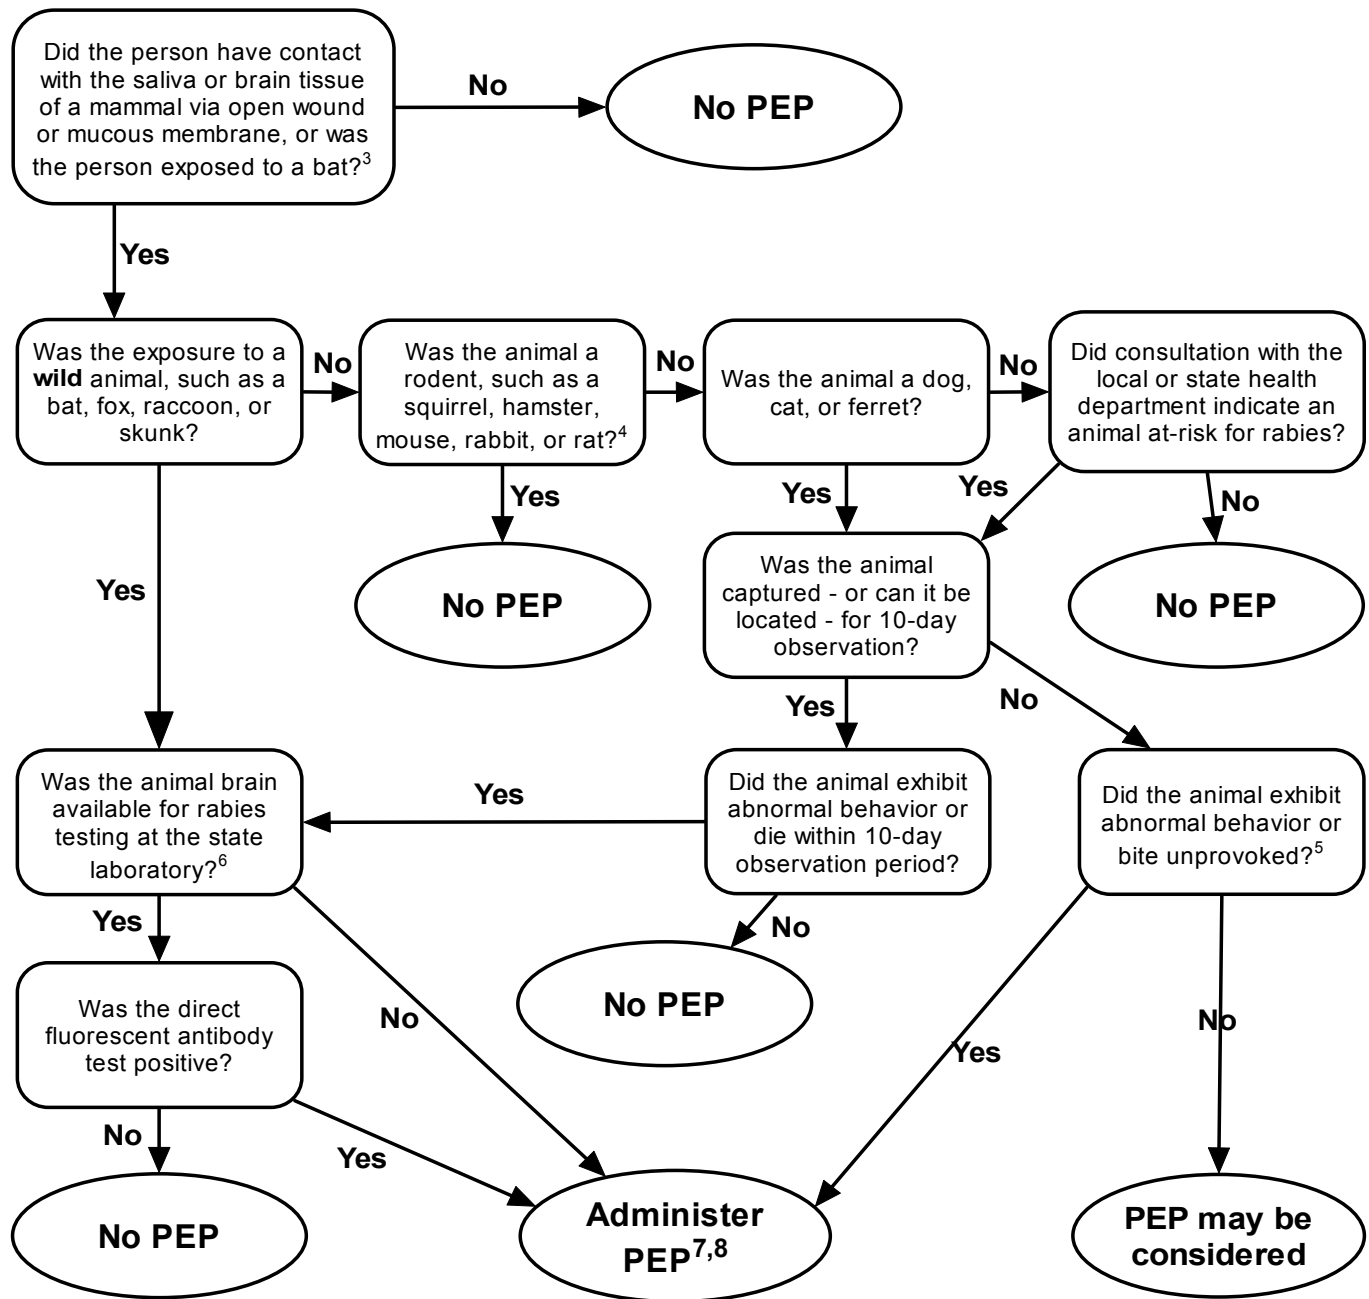 Did the person have contact
with the saliva or brain tissue
of a mammal via open wound
or mucous membrane, or was
the person exposed to a bat?3
No
No PEP
Yes
Was the exposure to a
wild animal, such as a
bat, fox, raccoon, or
skunk?
No
Was the animal a
rodent, such as a
squirrel, hamster,
mouse, rabbit, or rat?4
No
Was the animal a dog,
cat, or ferret?
No
Did consultation with the
local or state health
department indicate an
animal at-risk for rabies?
Yes
Yes
No PEP
Yes
Yes
No
No PEP
Was the animal
captured - or can it be
located - for 10-day
observation?
Yes
No
Was the animal brain
available for rabies
testing at the state
laboratory?6
Yes
Did the animal exhibit
abnormal behavior or
die within 10-day
observation period?
Did the animal exhibit
abnormal behavior or
bite unprovoked?5
Yes
No
No
No PEP
Yes
No
Was the direct
fluorescent antibody
test positive?
No
Yes
No PEP
Administer
PEP7,8
PEP may be
considered